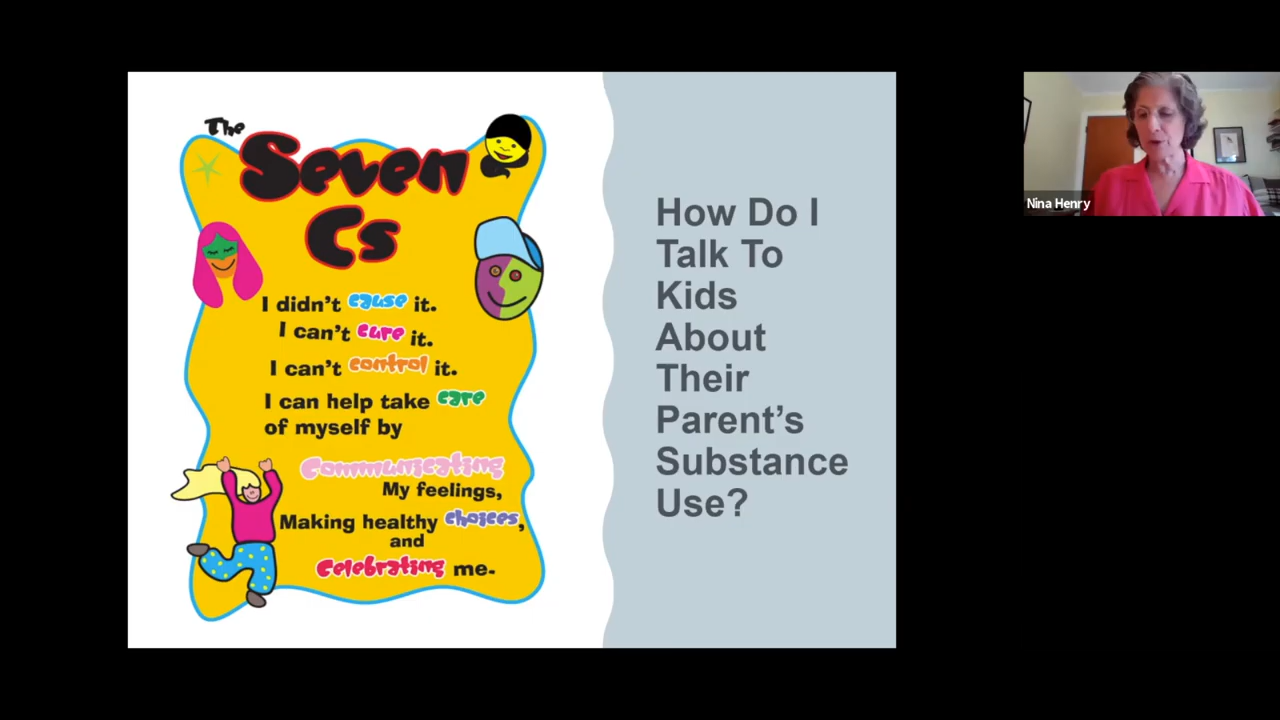 The
Seven
Cs
I didn't cause it.
I can't cure it.
I can't control it.
I can help take care
of myself by
Communicating
My feelings,
Making healthy choices,
and
Celebrating me.
How Do I
Talk To
Kids
About
Their
Parent's
Substance
Use?
Nina Henry